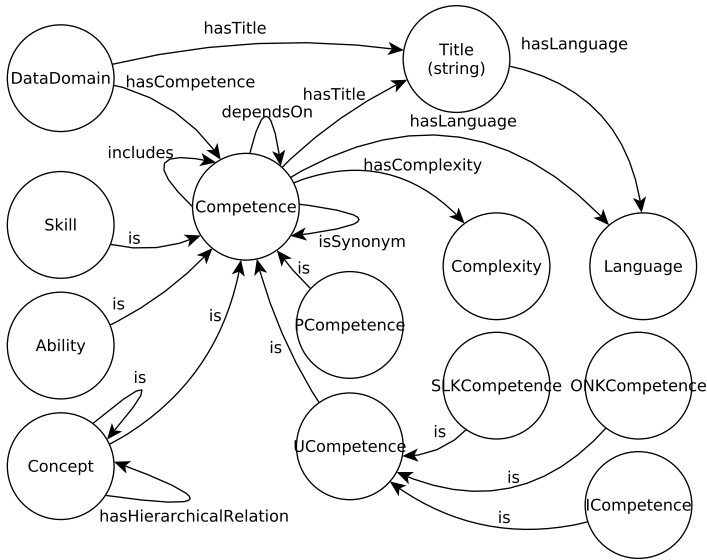 hasTitle
hasLanguage
Title
(string)
DataDomain
hasCompetence
hasTitle
dependsOn
hasLanguage
includes
hasComplexity
Competence
Skill
is
isSynonym
Complexity
Language
is
is
is
PCompetence
Ability
is
is
SLKCompetence
ONKCompetence
is
UCompetence
Concept
is
hasHierarchicalRelation
ICompetence
is